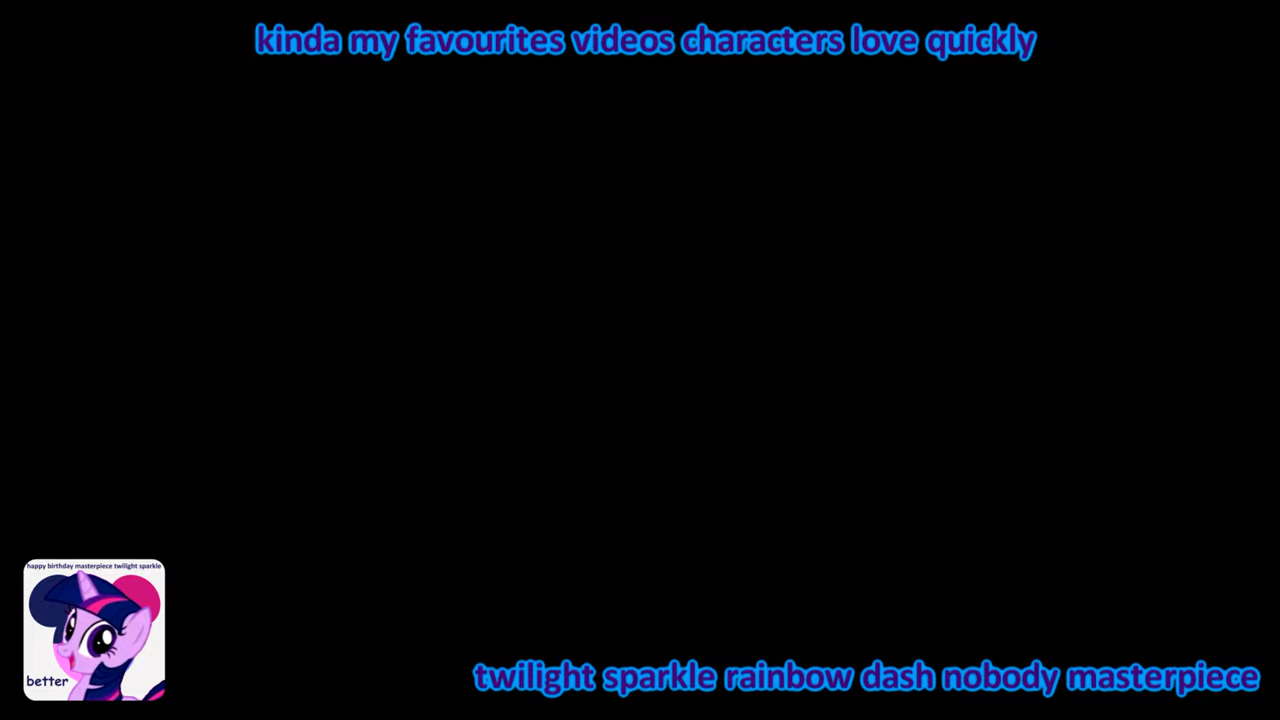 kinda my favourites videos characters love quickly
happy birthday masterpiece twilight sparkle
better
twilight sparkle rainbow dash nobody masterpiece